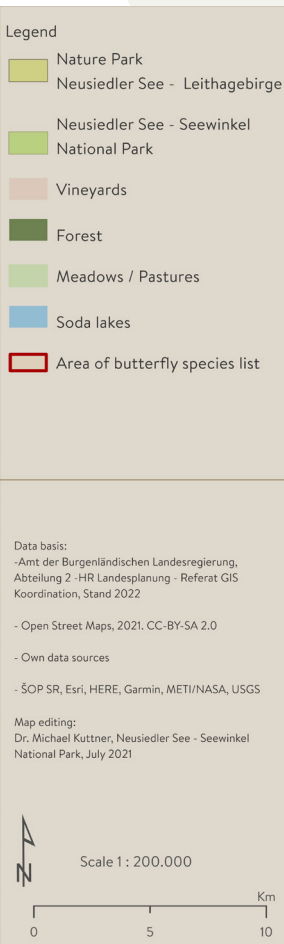 Legend
Nature Park
Neusiedler See - Leithagebirge
Neusiedler See - Seewinkel
National Park
Vineyards
Forest
Meadows / Pastures
Soda lakes
Area of butterfly species list
Data basis:
-Amt der Burgenländischen Landesregierung,
Abteilung 2 -HR Landesplanung - Referat GIS
Koordination, Stand 2022
- Open Street Maps, 2021. CC-BY-SA 2.0
- Own data sources
- ŠOP SR, Esri, HERE, Garmin, METI/NASA, USGS
Map editing:
Dr. Michael Kuttner, Neusiedler See - Seewinkel
National Park, July 2021
N
Scale 1 : 200.000
Km
0 5 10